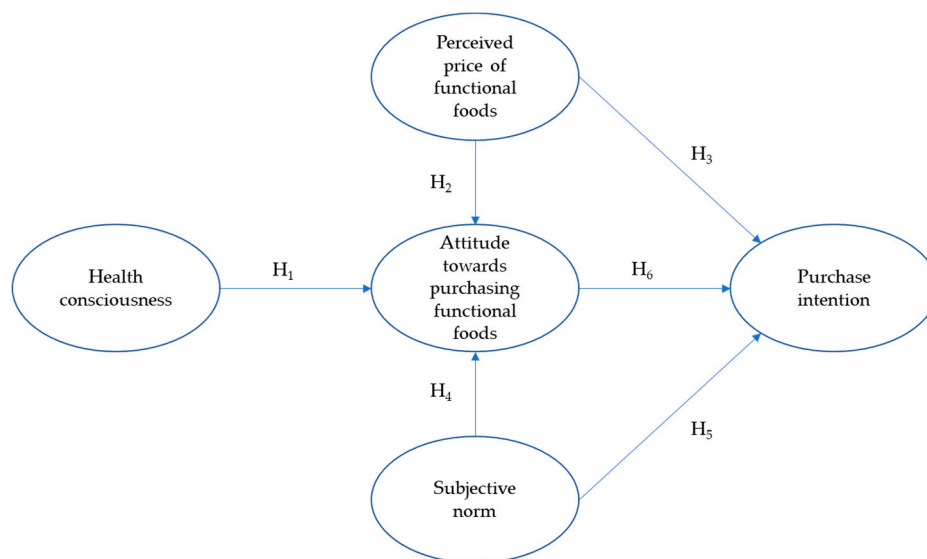 Perceived
price of
functional
foods
H₃
H₂
Health
consciousness
H₁
Attitude
towards
purchasing
functional
foods
H₆
Purchase
intention
H₄
H₅
Subjective
norm